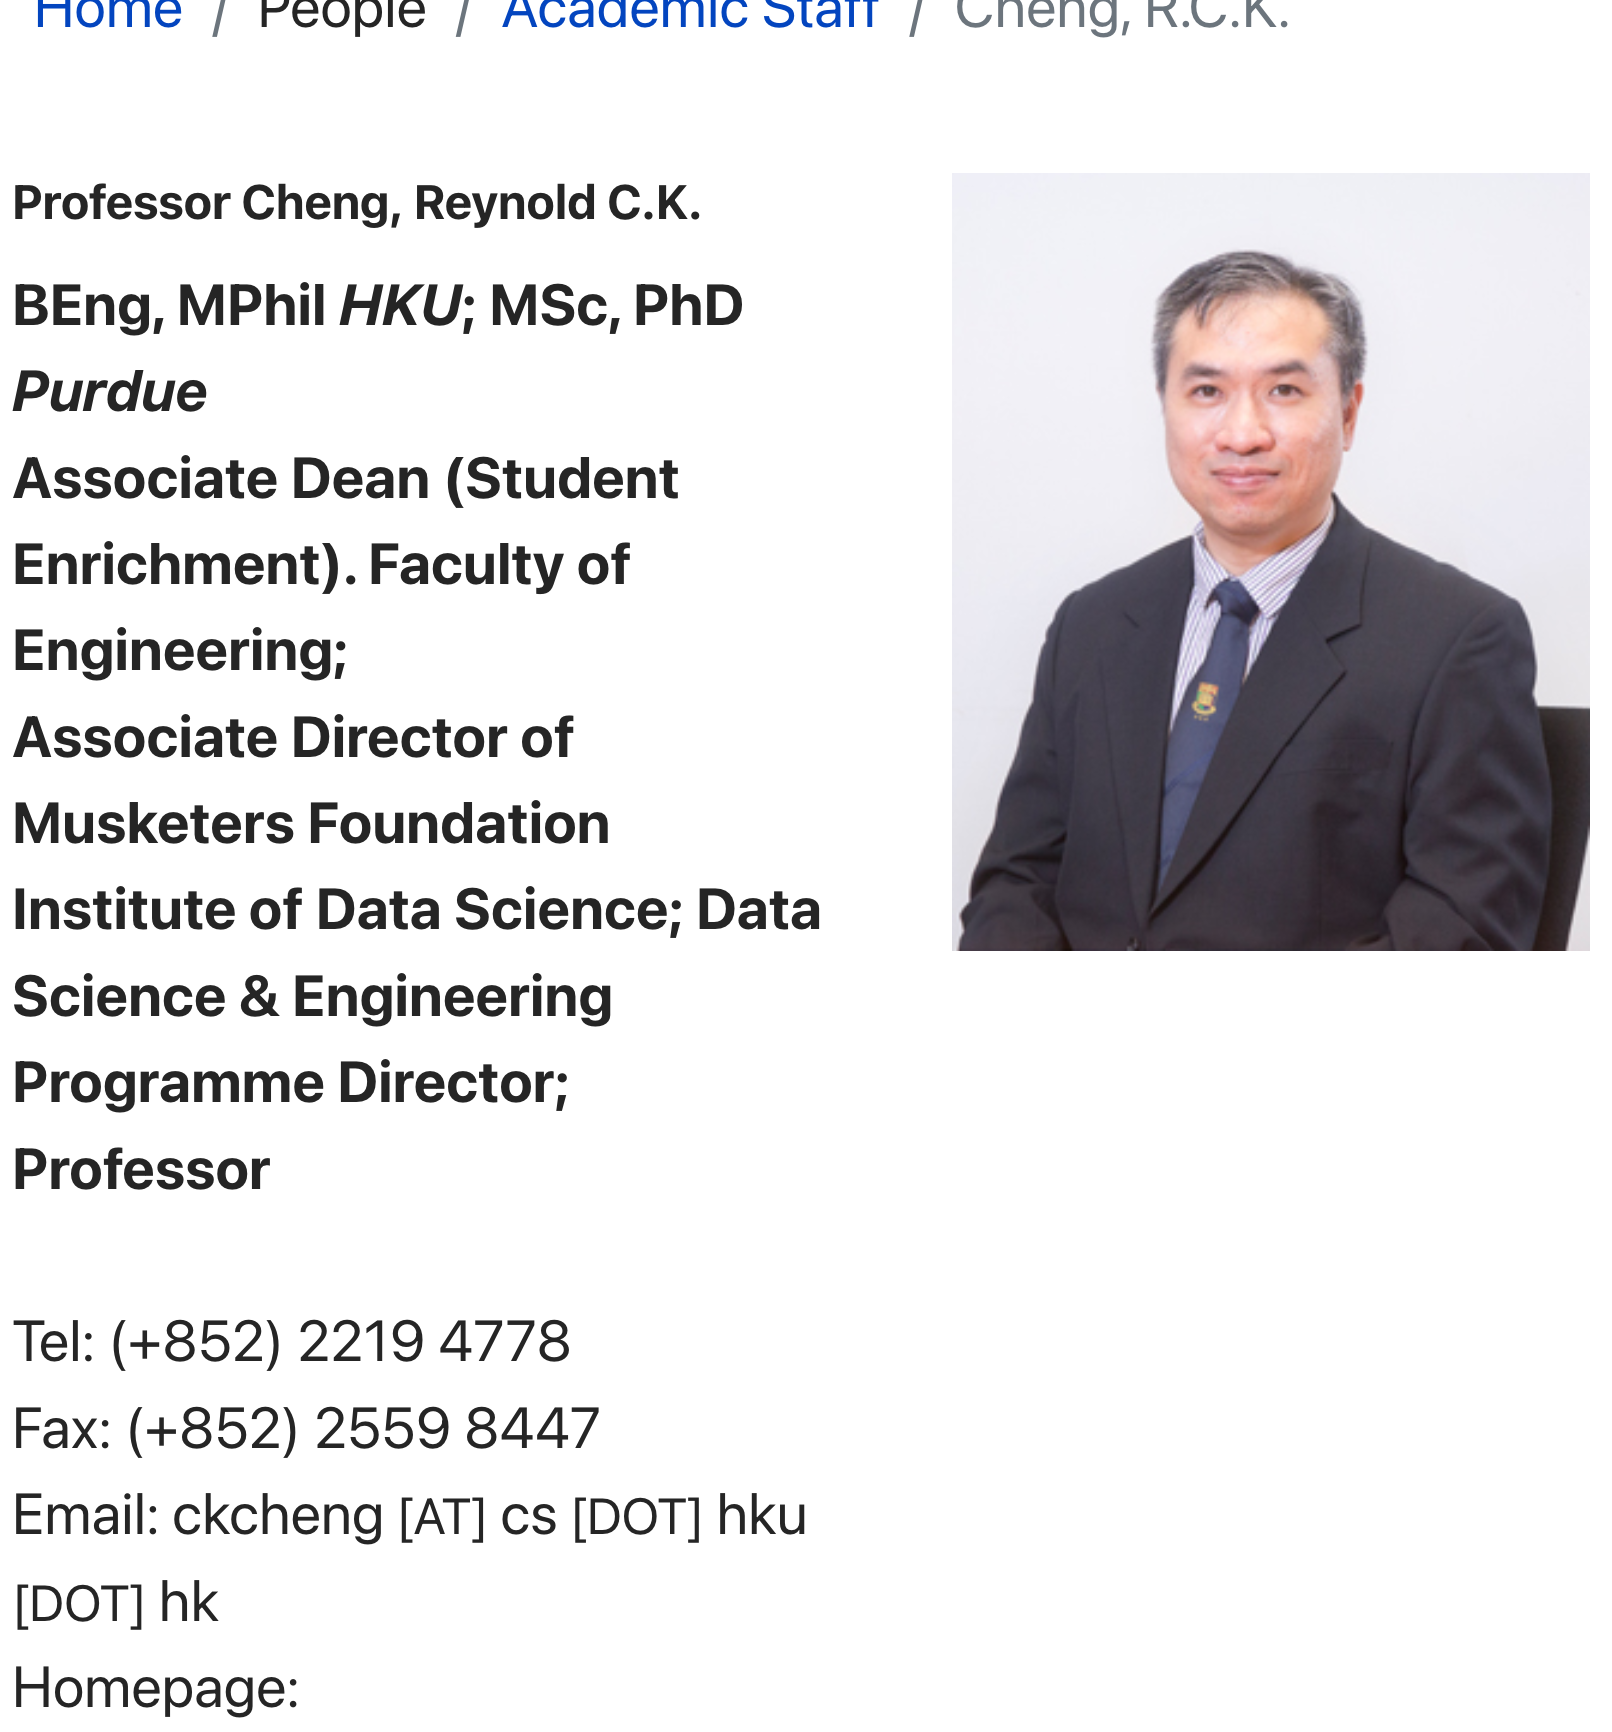 Home / People / Academic Staff / Cheng, R.C.K.
Professor Cheng, Reynold C.K.
BEng, MPhil HKU; MSc, PhD
Purdue
Associate Dean (Student
Enrichment). Faculty of
Engineering;
Associate Director of
Musketers Foundation
Institute of Data Science; Data
Science & Engineering
Programme Director;
Professor
Tel: (+852) 2219 4778
Fax: (+852) 2559 8447
Email: ckcheng [AT] cs [DOT] hku
[DOT] hk
Homepage: